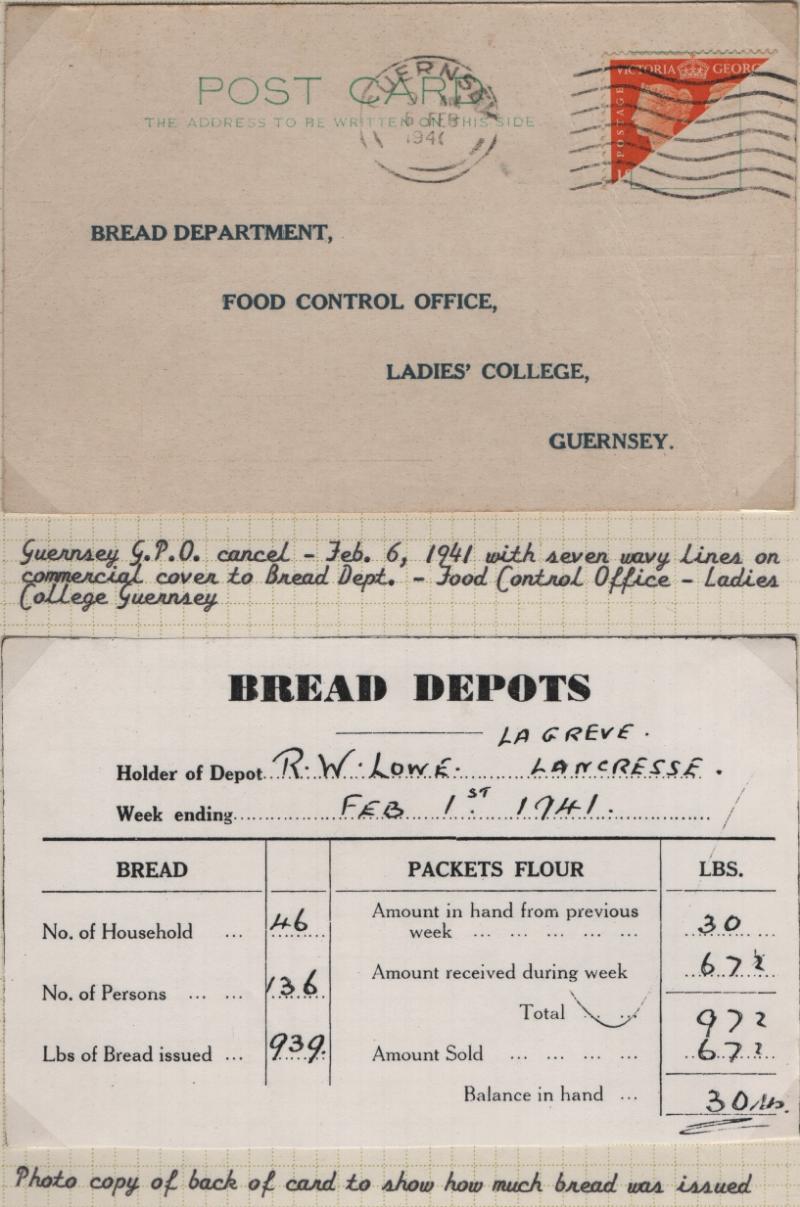 POST CARD
THE ADDRESS TO BE WRITTEN ON THIS SIDE
GUERNSEY
6 FEB
1941
VICTORIA GEORG
POSTAGE
BREAD DEPARTMENT,
FOOD CONTROL OFFICE,
LADIES' COLLEGE,
GUERNSEY.
Guernsey G.P.O. cancel - Feb. 6, 1941 with seven wavy lines on
commercial cover to Bread Dept. - Food Control Office - Ladies
College Guernsey
BREAD DEPOTS
LA GREVE.
Holder of Depot R.W. LOWE. LANCRESSE.
Week ending FEB 1ST 1941.
BREAD PACKETS FLOUR LBS.
No. of Household ... 46
Amount in hand from previous
week ... ... ... ... ... 30
No. of Persons ... ... 136
Amount received during week 67½
Total ... ... 97½
Lbs of Bread issued ... 939.
Amount Sold ... ... ... ... 67½
Balance in hand ... 30 lbs.
Photo copy of back of card to show how much bread was issued